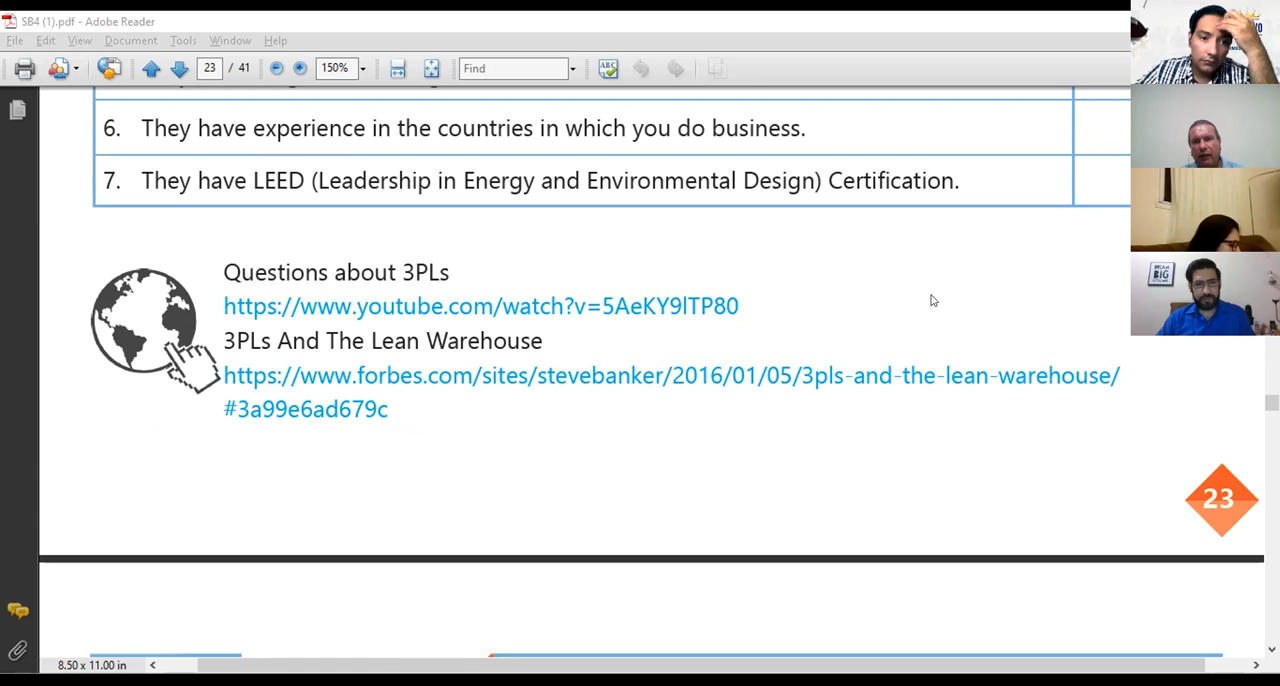 SB4 (1).pdf - Adobe Reader
File Edit View Document Tools Window Help
23 / 41 150% Find
6. They have experience in the countries in which you do business.
7. They have LEED (Leadership in Energy and Environmental Design) Certification.
Questions about 3PLs
https://www.youtube.com/watch?v=5AeKY9lTP80
3PLs And The Lean Warehouse
https://www.forbes.com/sites/stevebanker/2016/01/05/3pls-and-the-lean-warehouse/
#3a99e6ad679c
23
8.50 x 11.00 in
DREAM
BIG